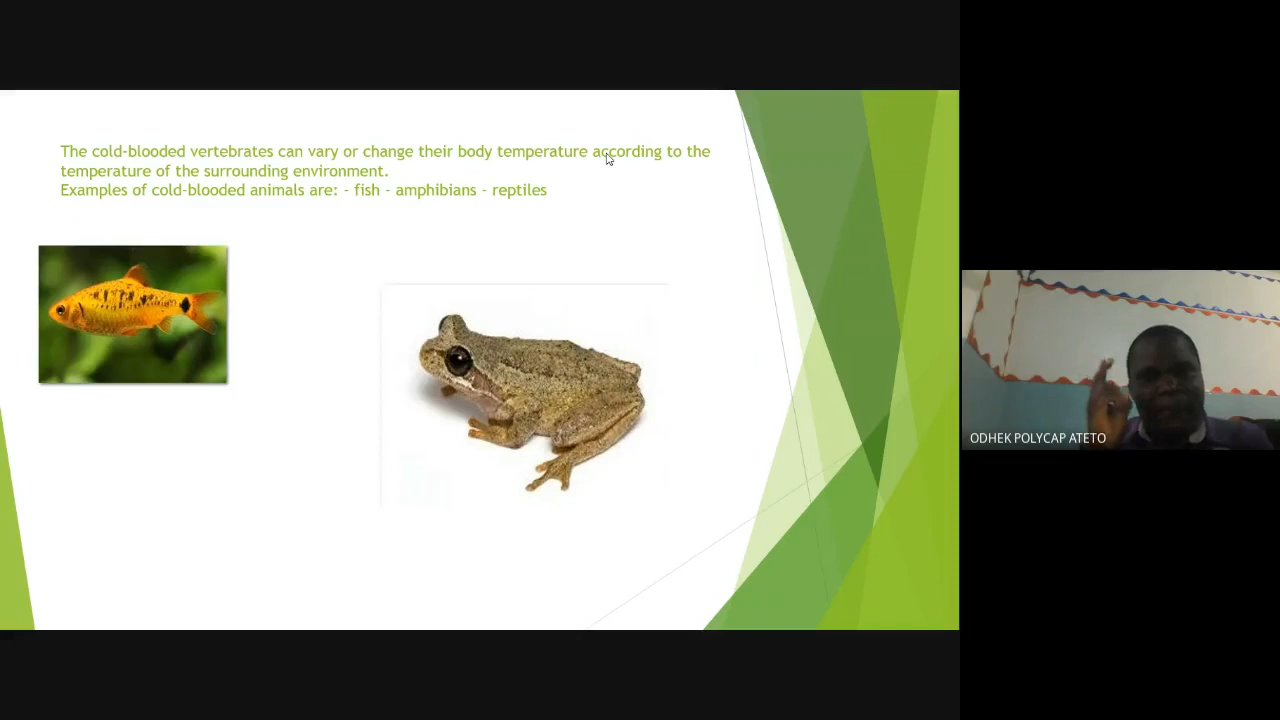 The cold-blooded vertebrates can vary or change their body temperature according to the
temperature of the surrounding environment.
Examples of cold-blooded animals are: - fish - amphibians - reptiles
ODHEK POLYCAP ATETO